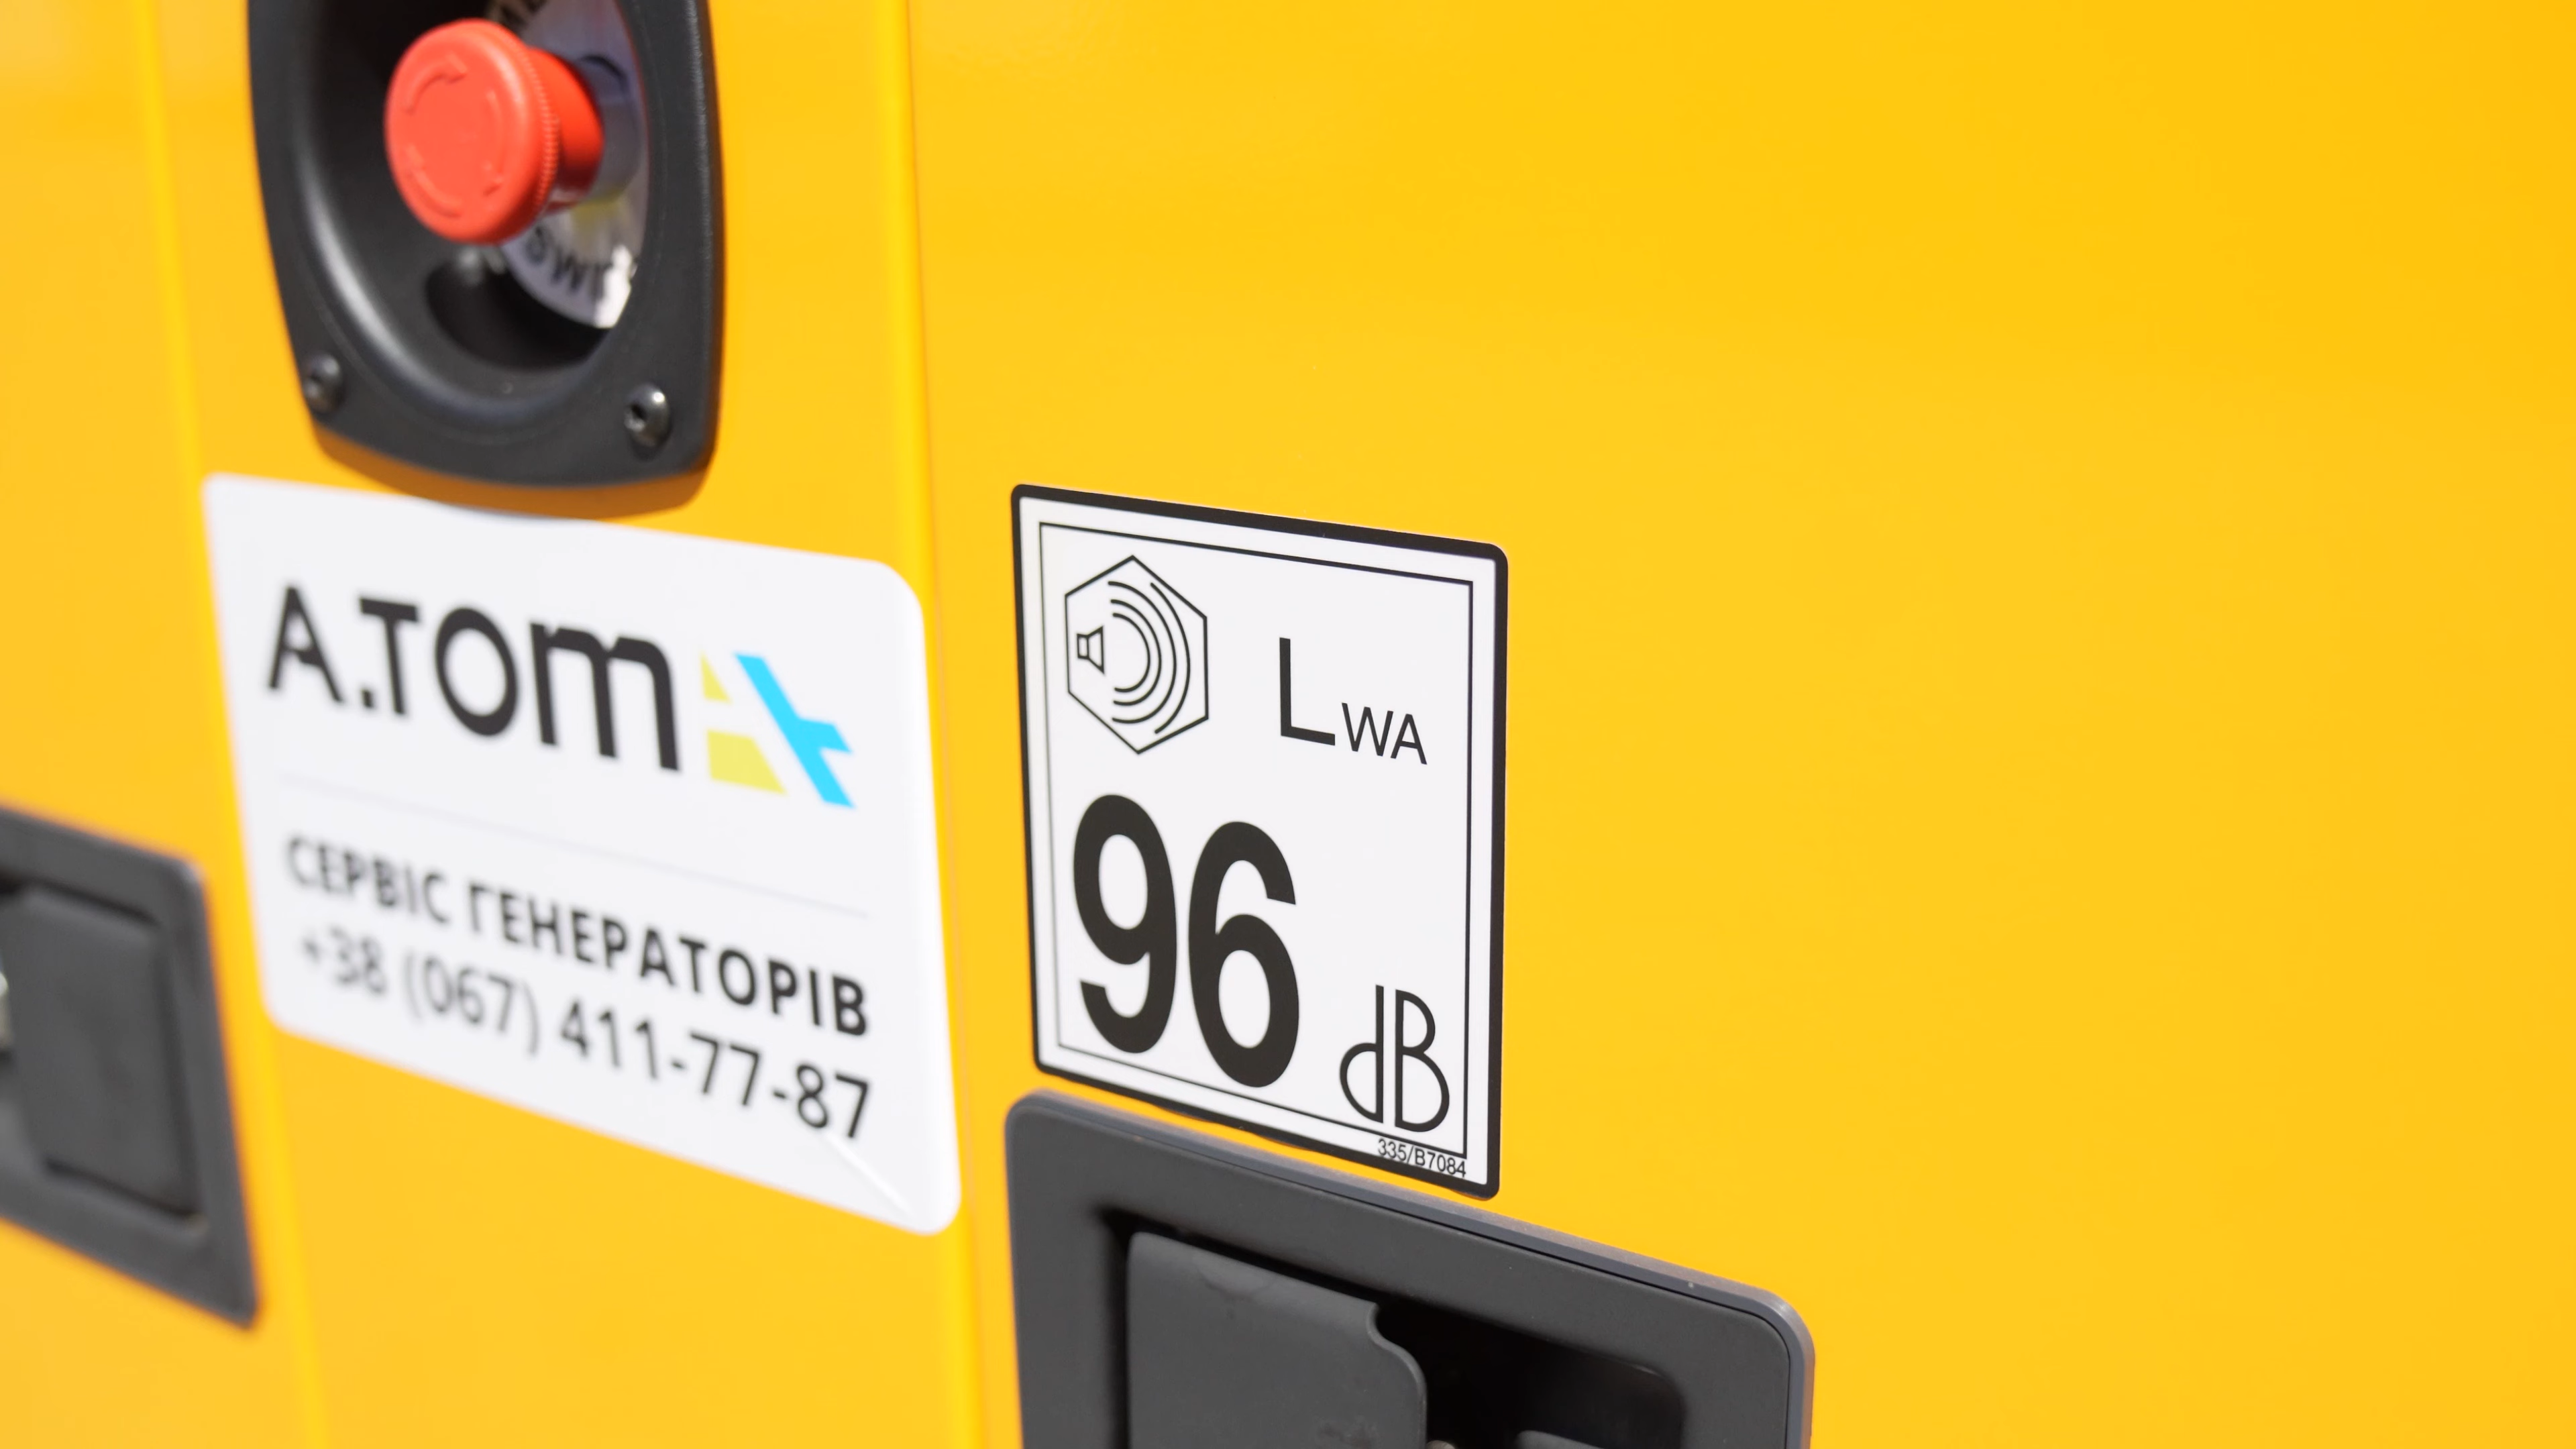 A.TOM
СЕРВІС ГЕНЕРАТОРІВ
+38 (067) 411-77-87
LWA
96
dB
335/B7084